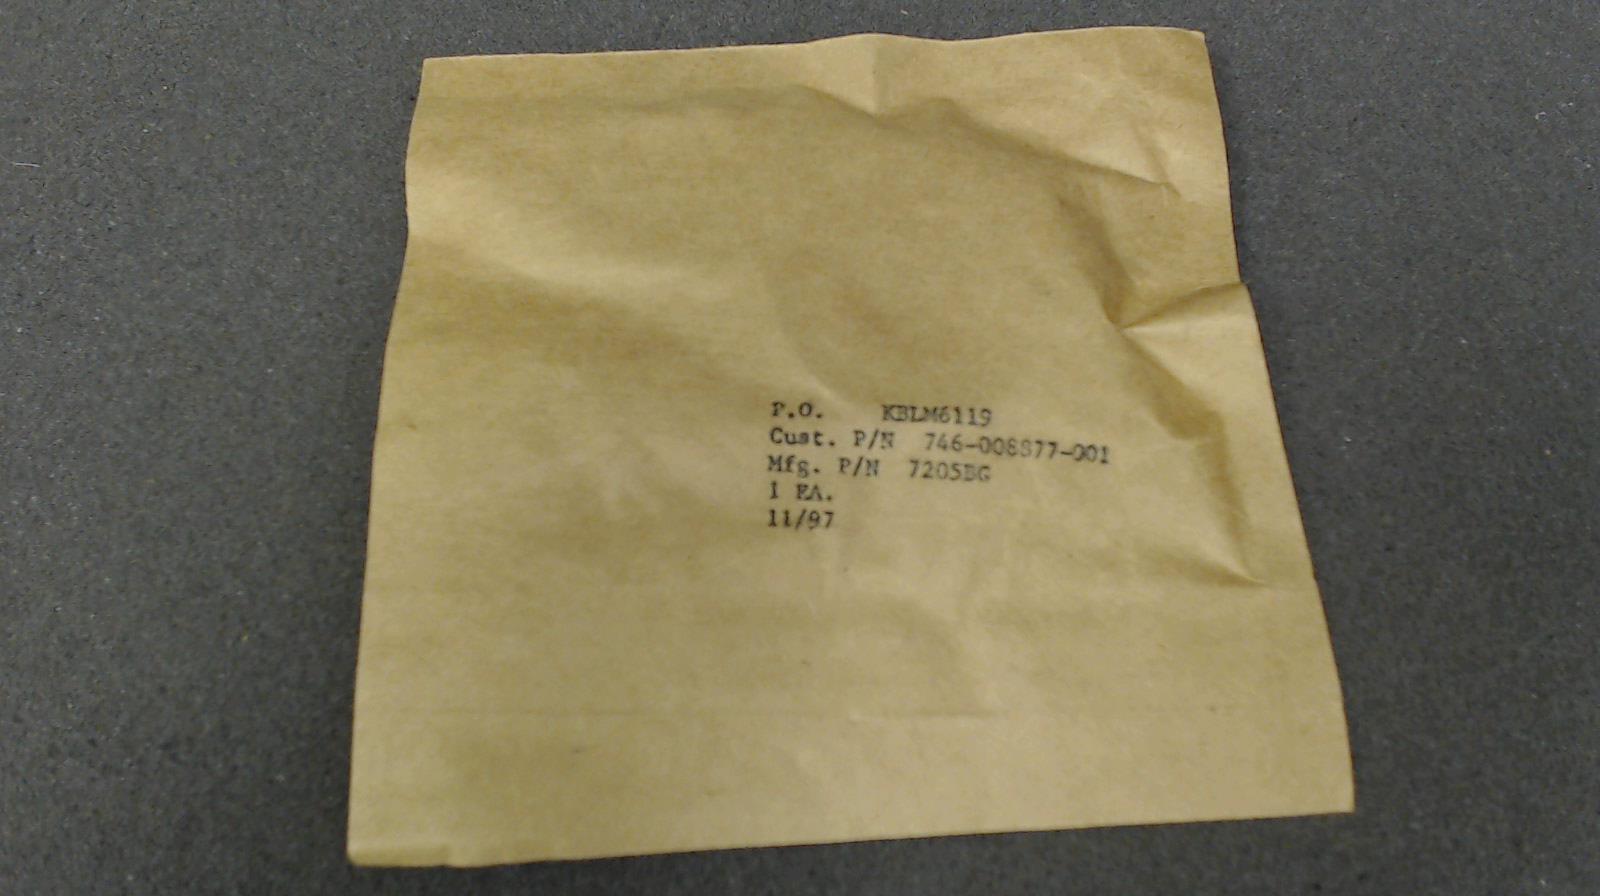 P.O. KBLM6119
Cust. P/N 746-008877-001
Mfg. P/N 7205BG
1 EA.
11/97